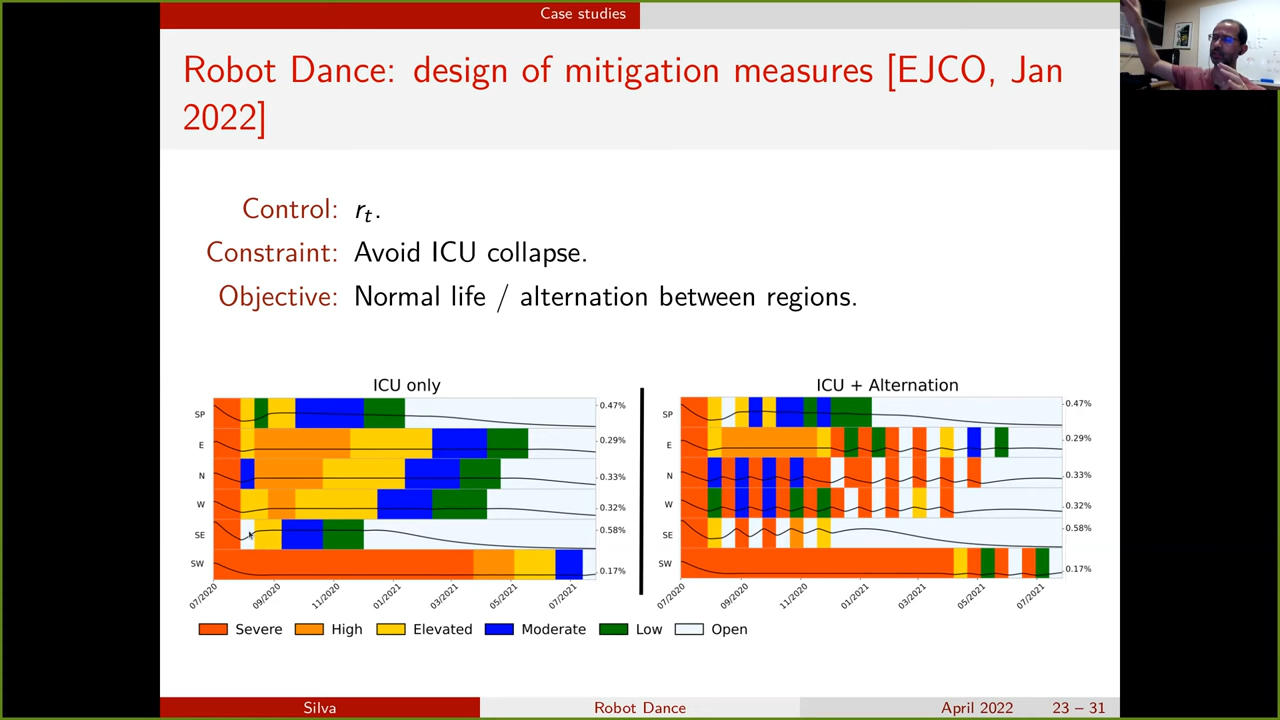 Case studies
Robot Dance: design of mitigation measures [EJCO, Jan
2022]
Control: rₜ.
Constraint: Avoid ICU collapse.
Objective: Normal life / alternation between regions.
ICU only
SP 0.47%
E 0.29%
N 0.33%
W 0.32%
SE 0.58%
SW 0.17%
07/2020 09/2020 11/2020 01/2021 03/2021 05/2021 07/2021
ICU + Alternation
SP 0.47%
E 0.29%
N 0.33%
W 0.32%
SE 0.58%
SW 0.17%
07/2020 09/2020 11/2020 01/2021 03/2021 05/2021 07/2021
Severe High Elevated Moderate Low Open
Silva Robot Dance April 2022 23 – 31